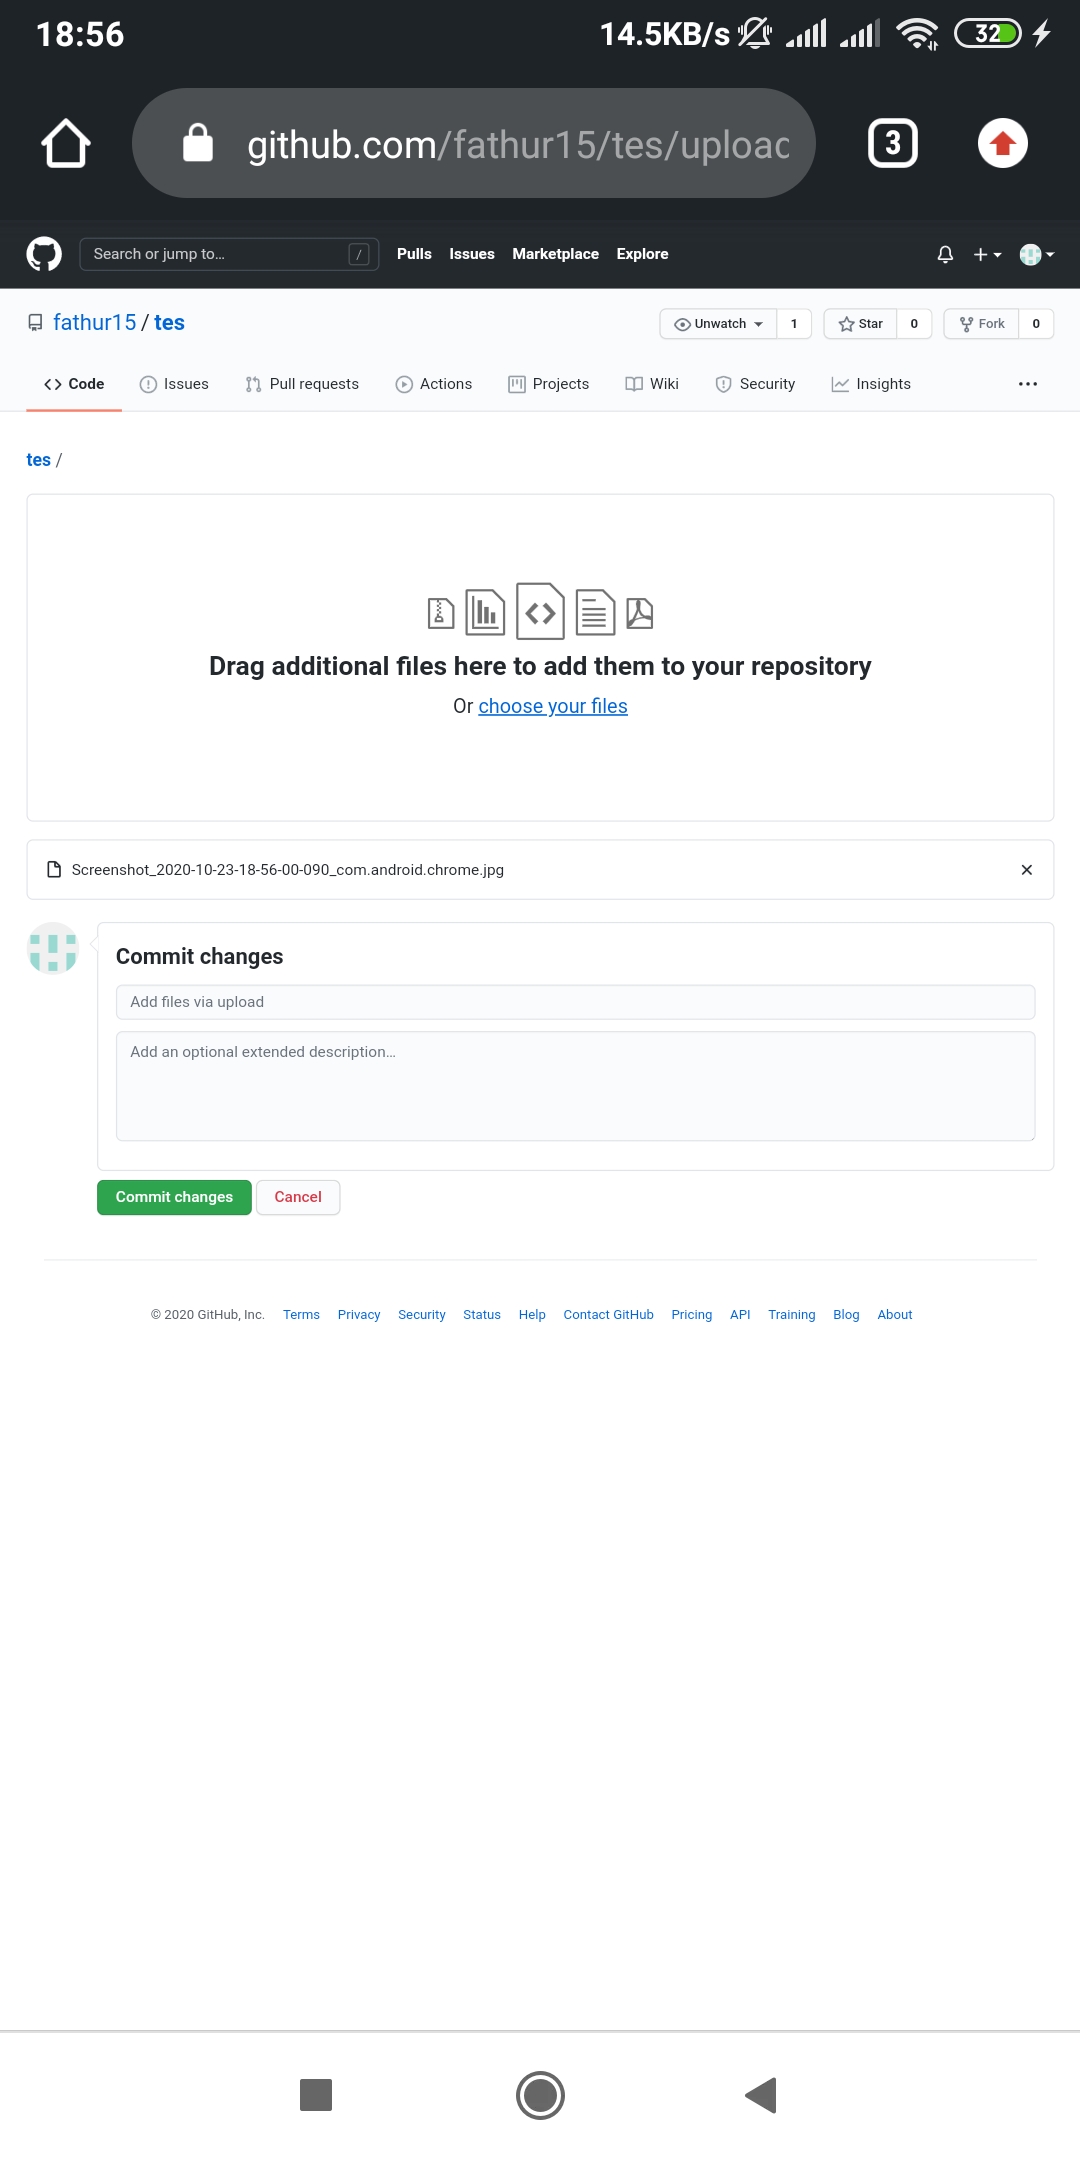 18:56 14.5KB/s 32
github.com/fathur15/tes/upload 3
Search or jump to... / Pulls Issues Marketplace Explore
fathur15 / tes Unwatch 1 Star 0 Fork 0
Code Issues Pull requests Actions Projects Wiki Security Insights
tes /
Drag additional files here to add them to your repository
Or choose your files
Screenshot_2020-10-23-18-56-00-090_com.android.chrome.jpg
Commit changes
Add files via upload
Add an optional extended description...
Commit changes Cancel
© 2020 GitHub, Inc. Terms Privacy Security Status Help Contact GitHub Pricing API Training Blog About